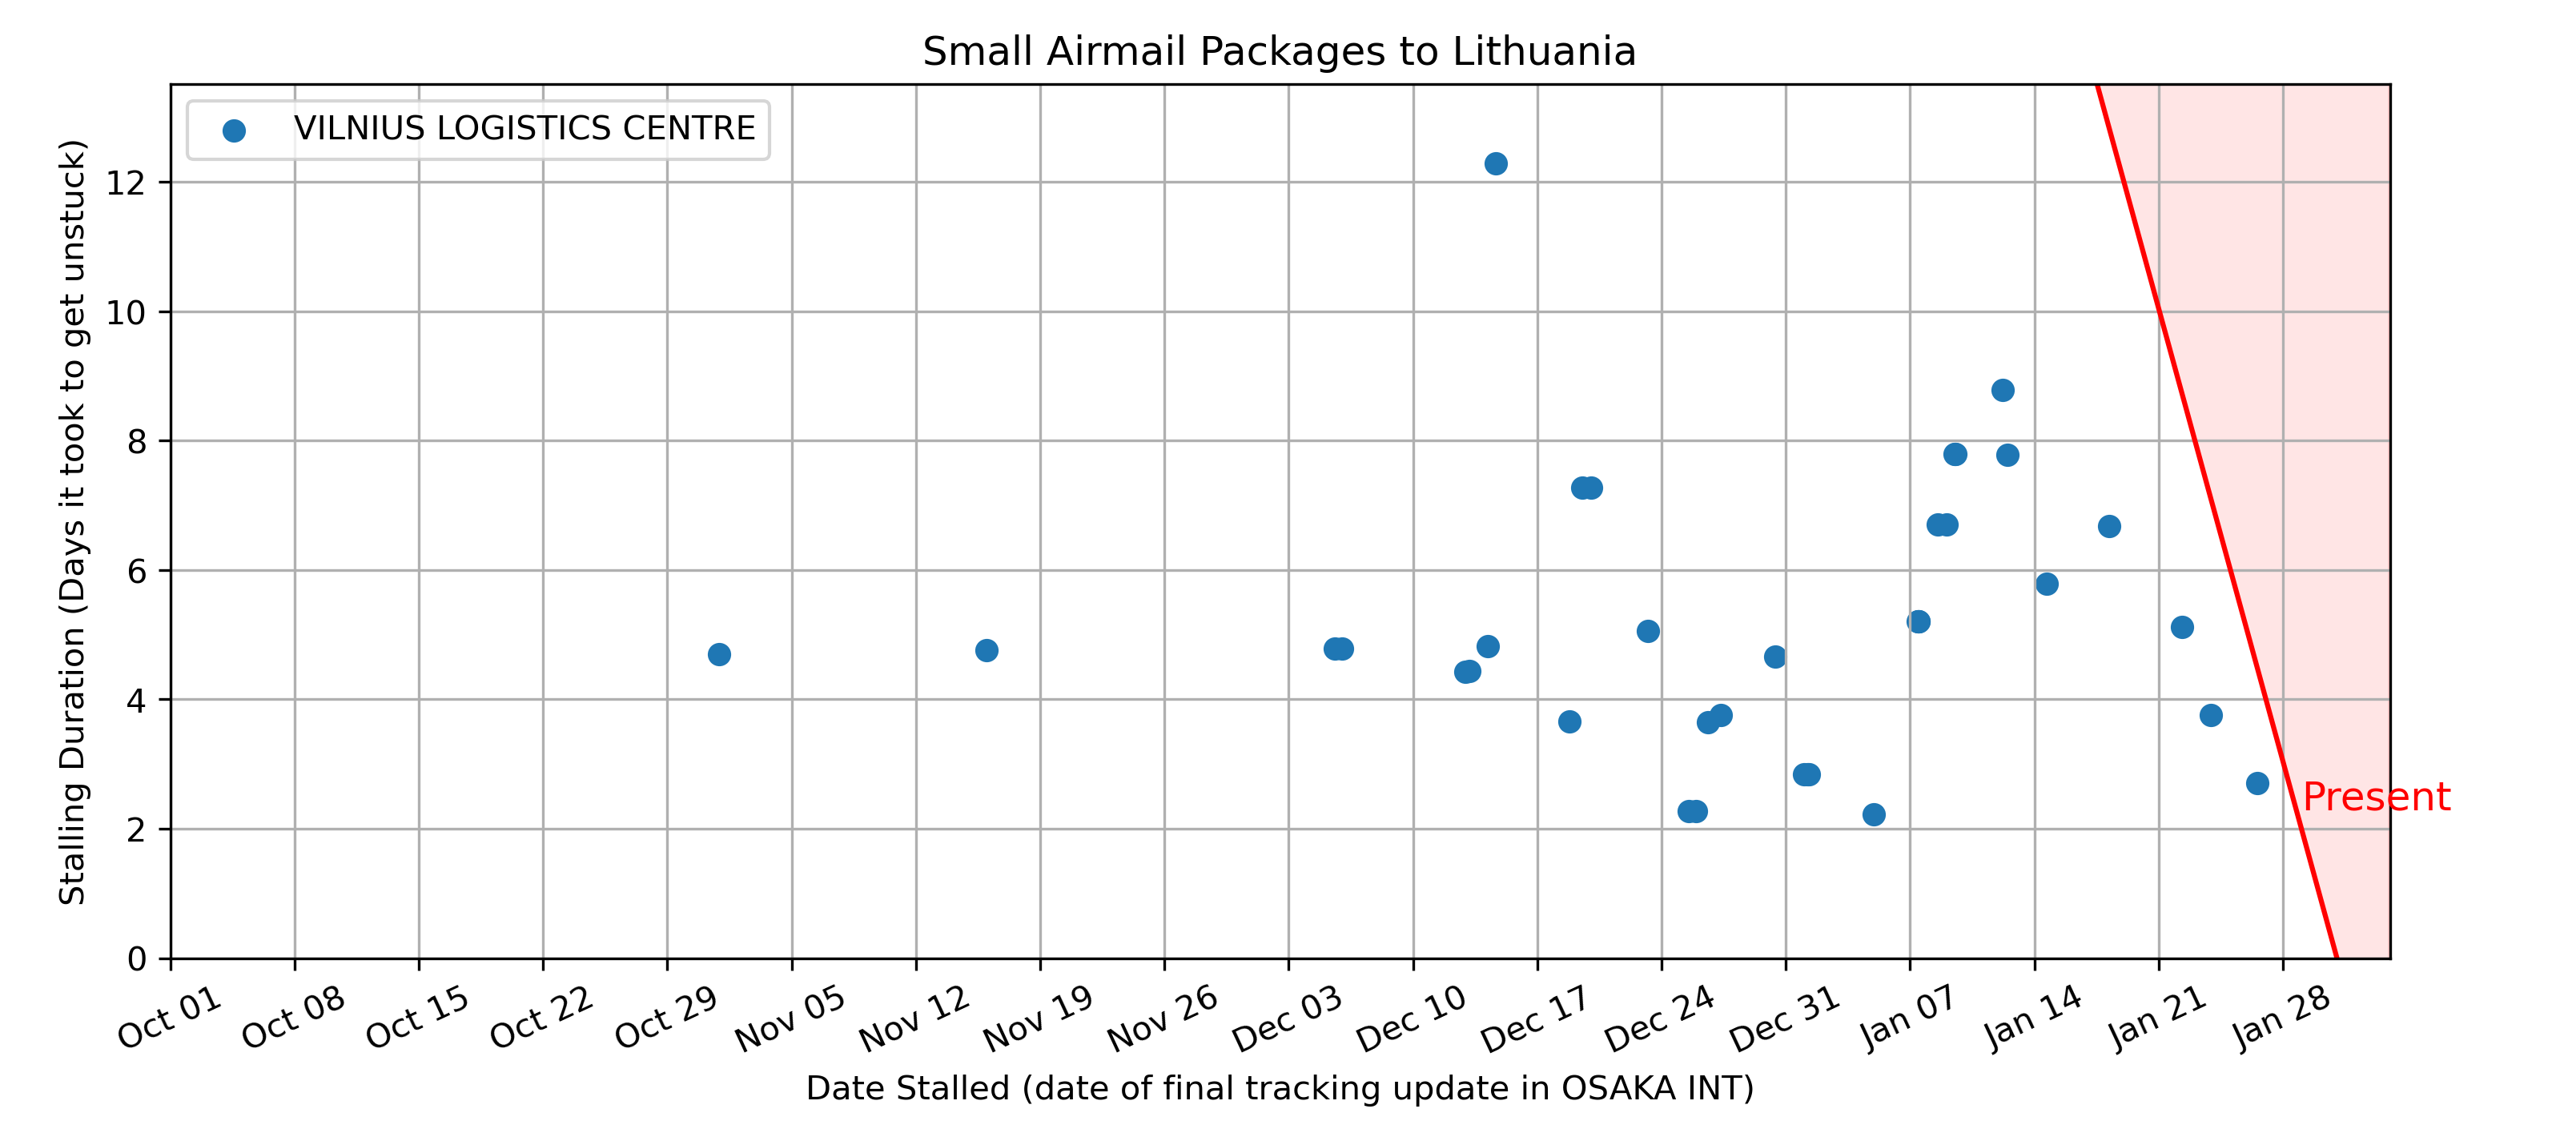 Small Airmail Packages to Lithuania
VILNIUS LOGISTICS CENTRE
Stalling Duration (Days it took to get unstuck)
12
10
8
6
4
2
0
Present
Oct 01
Oct 08
Oct 15
Oct 22
Oct 29
Nov 05
Nov 12
Nov 19
Nov 26
Dec 03
Dec 10
Dec 17
Dec 24
Dec 31
Jan 07
Jan 14
Jan 21
Jan 28
Date Stalled (date of final tracking update in OSAKA INT)